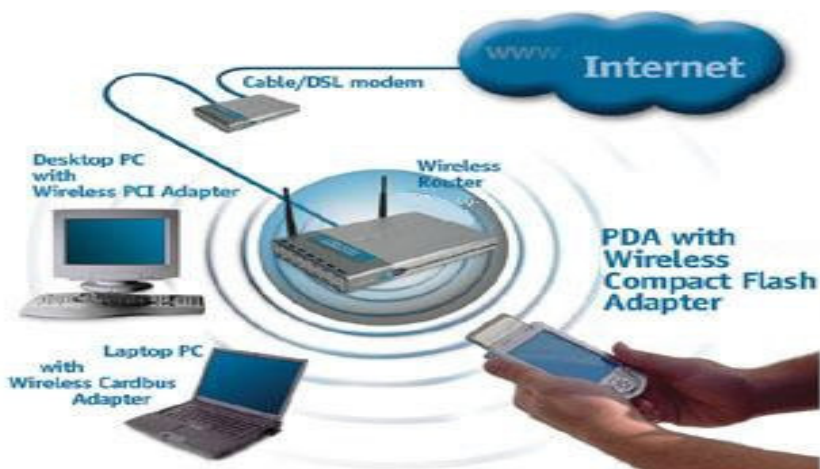 www.
Internet
Cable/DSL modem
Desktop PC
with
Wireless PCI Adapter
Wireless
Router
PDA with
Wireless
Compact Flash
Adapter
Laptop PC
with
Wireless Cardbus
Adapter